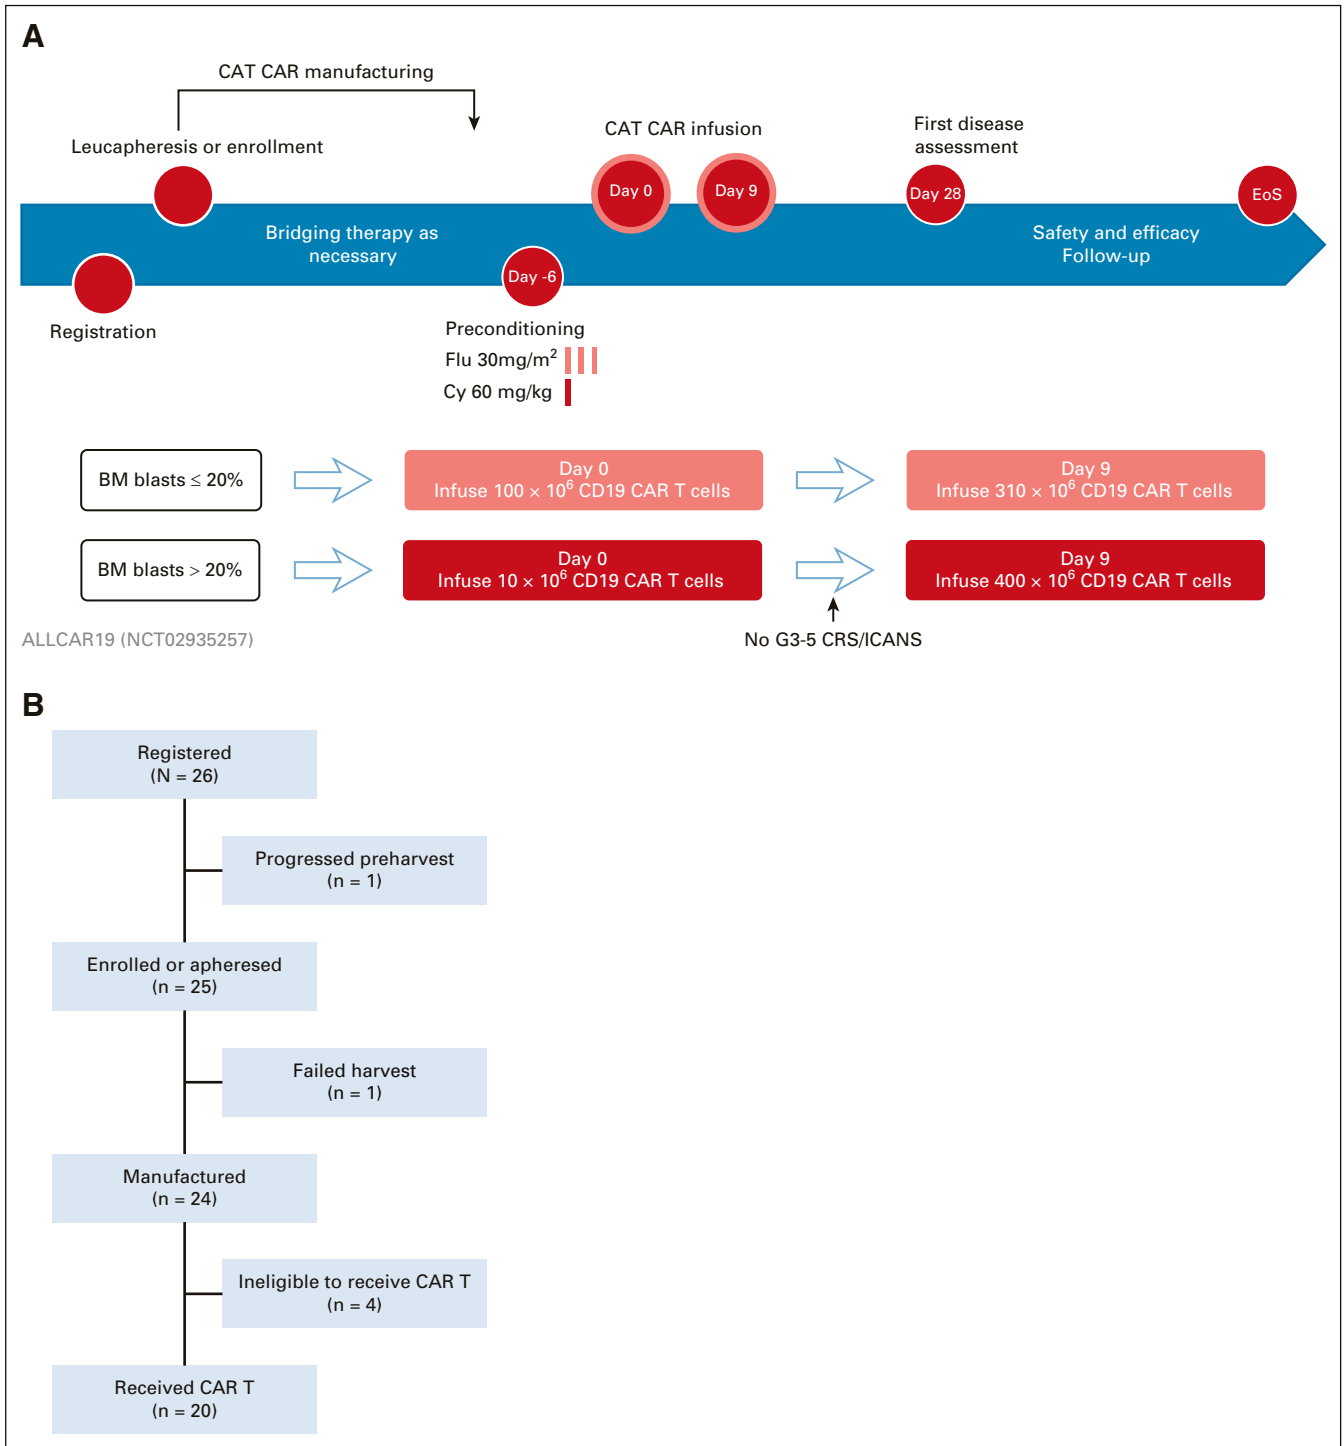 A
CAT CAR manufacturing
Leucapheresis or enrollment
CAT CAR infusion
First disease
assessment
Day 0
Day 9
Day 28
EoS
Bridging therapy as
necessary
Safety and efficacy
Follow-up
Day -6
Registration
Preconditioning
Flu 30mg/m²
Cy 60 mg/kg
BM blasts ≤ 20%
Day 0
Infuse 100 × 10⁶ CD19 CAR T cells
Day 9
Infuse 310 × 10⁶ CD19 CAR T cells
BM blasts > 20%
Day 0
Infuse 10 × 10⁶ CD19 CAR T cells
Day 9
Infuse 400 × 10⁶ CD19 CAR T cells
No G3-5 CRS/ICANS
ALLCAR19 (NCT02935257)
B
Registered
(N = 26)
Progressed preharvest
(n = 1)
Enrolled or apheresed
(n = 25)
Failed harvest
(n = 1)
Manufactured
(n = 24)
Ineligible to receive CAR T
(n = 4)
Received CAR T
(n = 20)